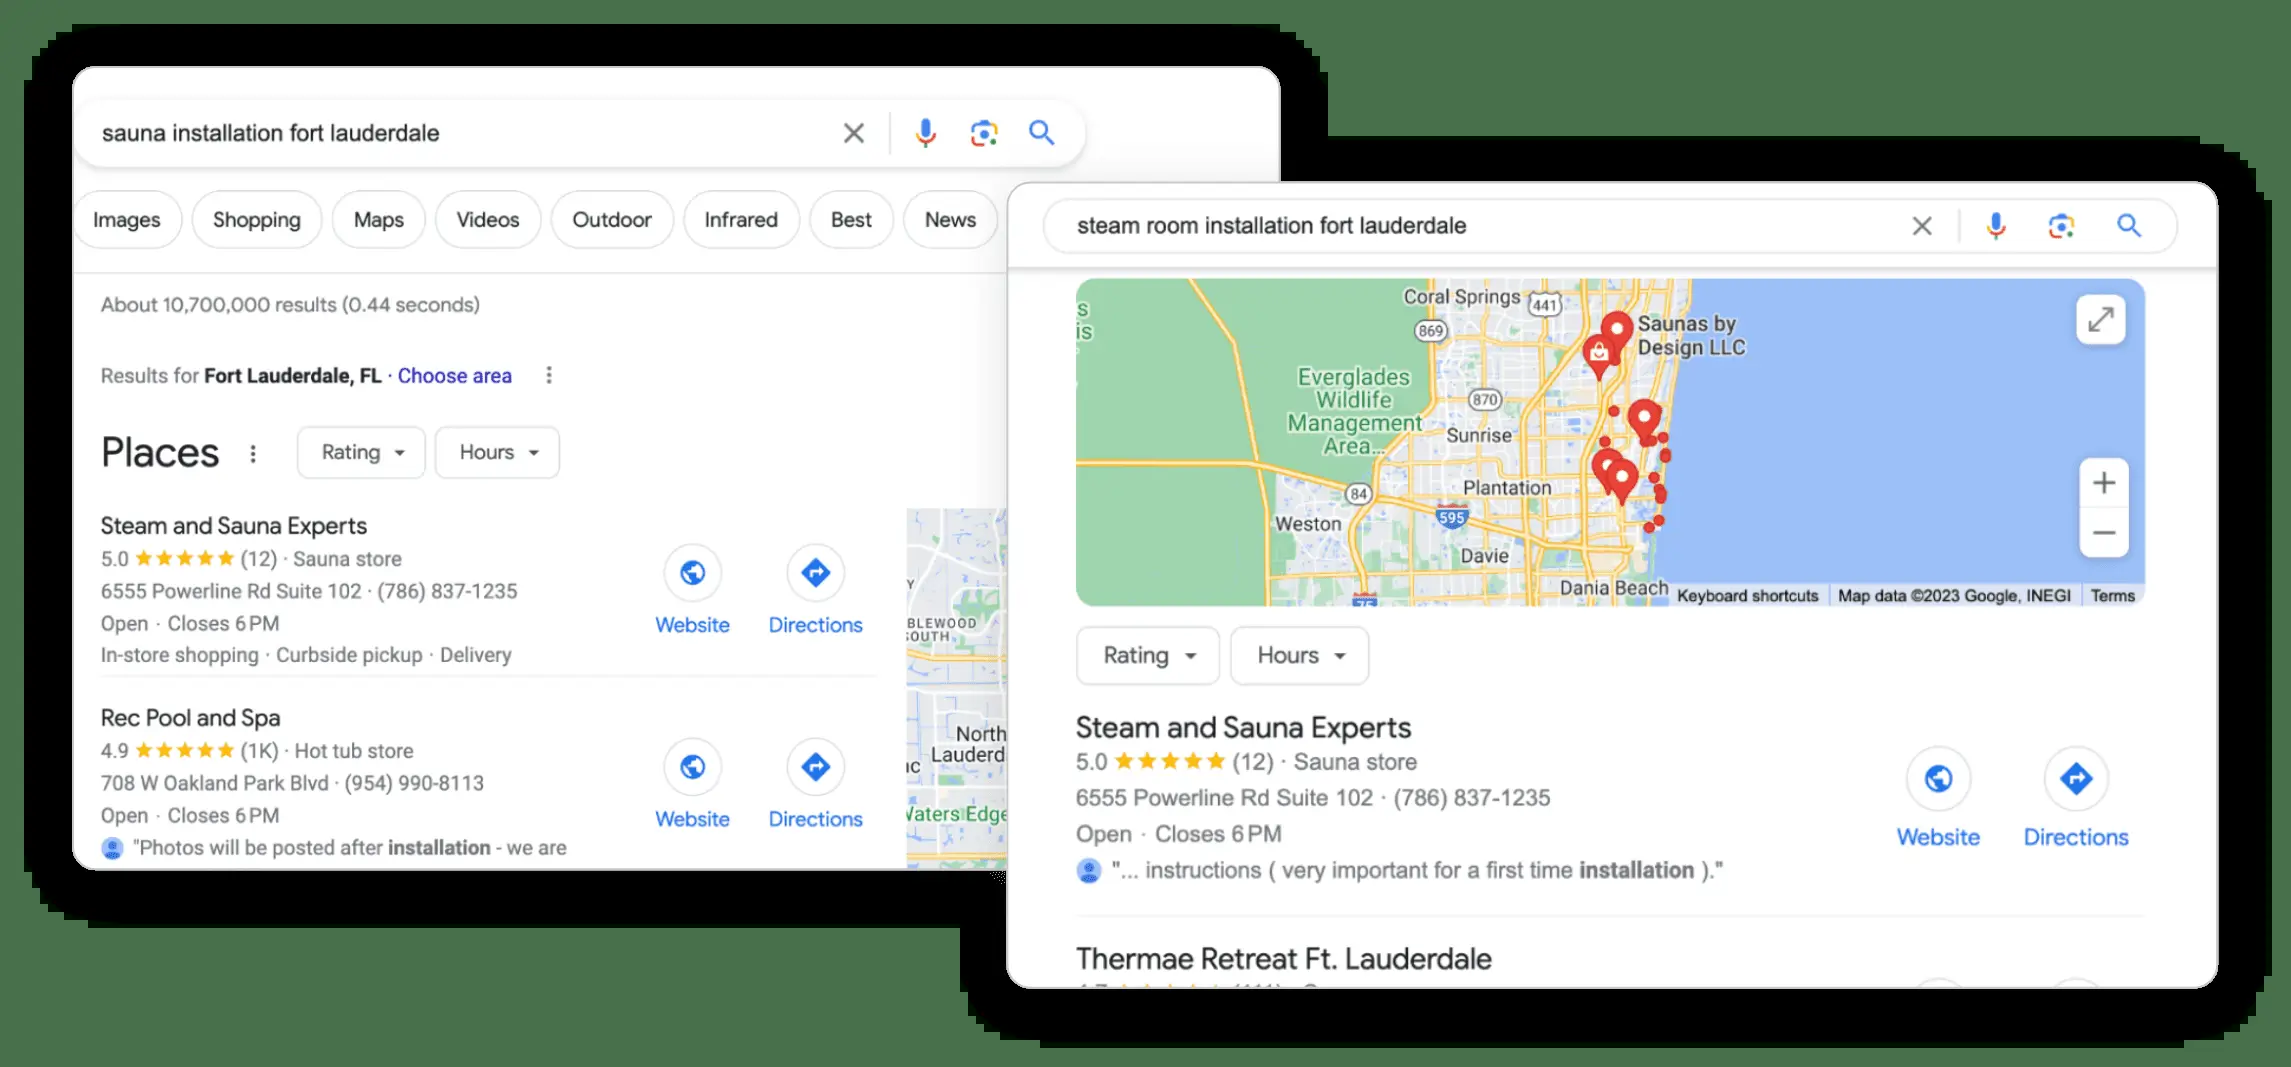 sauna installation fort lauderdale
Images Shopping Maps Videos Outdoor Infrared Best News
About 10,700,000 results (0.44 seconds)
Results for Fort Lauderdale, FL · Choose area
Places Rating Hours
Steam and Sauna Experts
5.0 (12) · Sauna store
6555 Powerline Rd Suite 102 · (786) 837-1235
Open · Closes 6 PM
In-store shopping · Curbside pickup · Delivery
Website Directions
Rec Pool and Spa
4.9 (1K) · Hot tub store
708 W Oakland Park Blvd · (954) 990-8113
Open · Closes 6 PM
"Photos will be posted after installation - we are
Website Directions
BLEWOOD
SOUTH
North
Lauderd
Waters Edge
steam room installation fort lauderdale
Coral Springs
441
869
Saunas by
Design LLC
Everglades
Wildlife
Management
Area...
870
Sunrise
84
Plantation
595
Weston
Davie
Dania Beach
75
Keyboard shortcuts Map data ©2023 Google, INEGI Terms
Rating Hours
Steam and Sauna Experts
5.0 (12) · Sauna store
6555 Powerline Rd Suite 102 · (786) 837-1235
Open · Closes 6 PM
"... instructions ( very important for a first time installation )."
Website Directions
Thermae Retreat Ft. Lauderdale